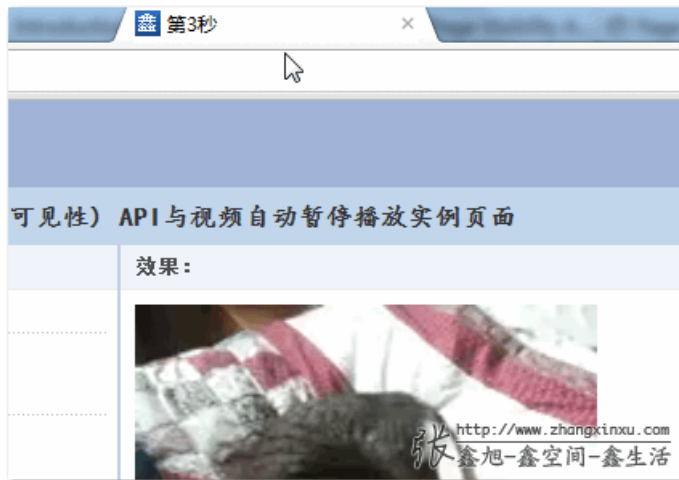 鑫 第3秒
可见性) API与视频自动暂停播放实例页面
效果：
http://www.zhangxinxu.com
张鑫旭-鑫空间-鑫生活